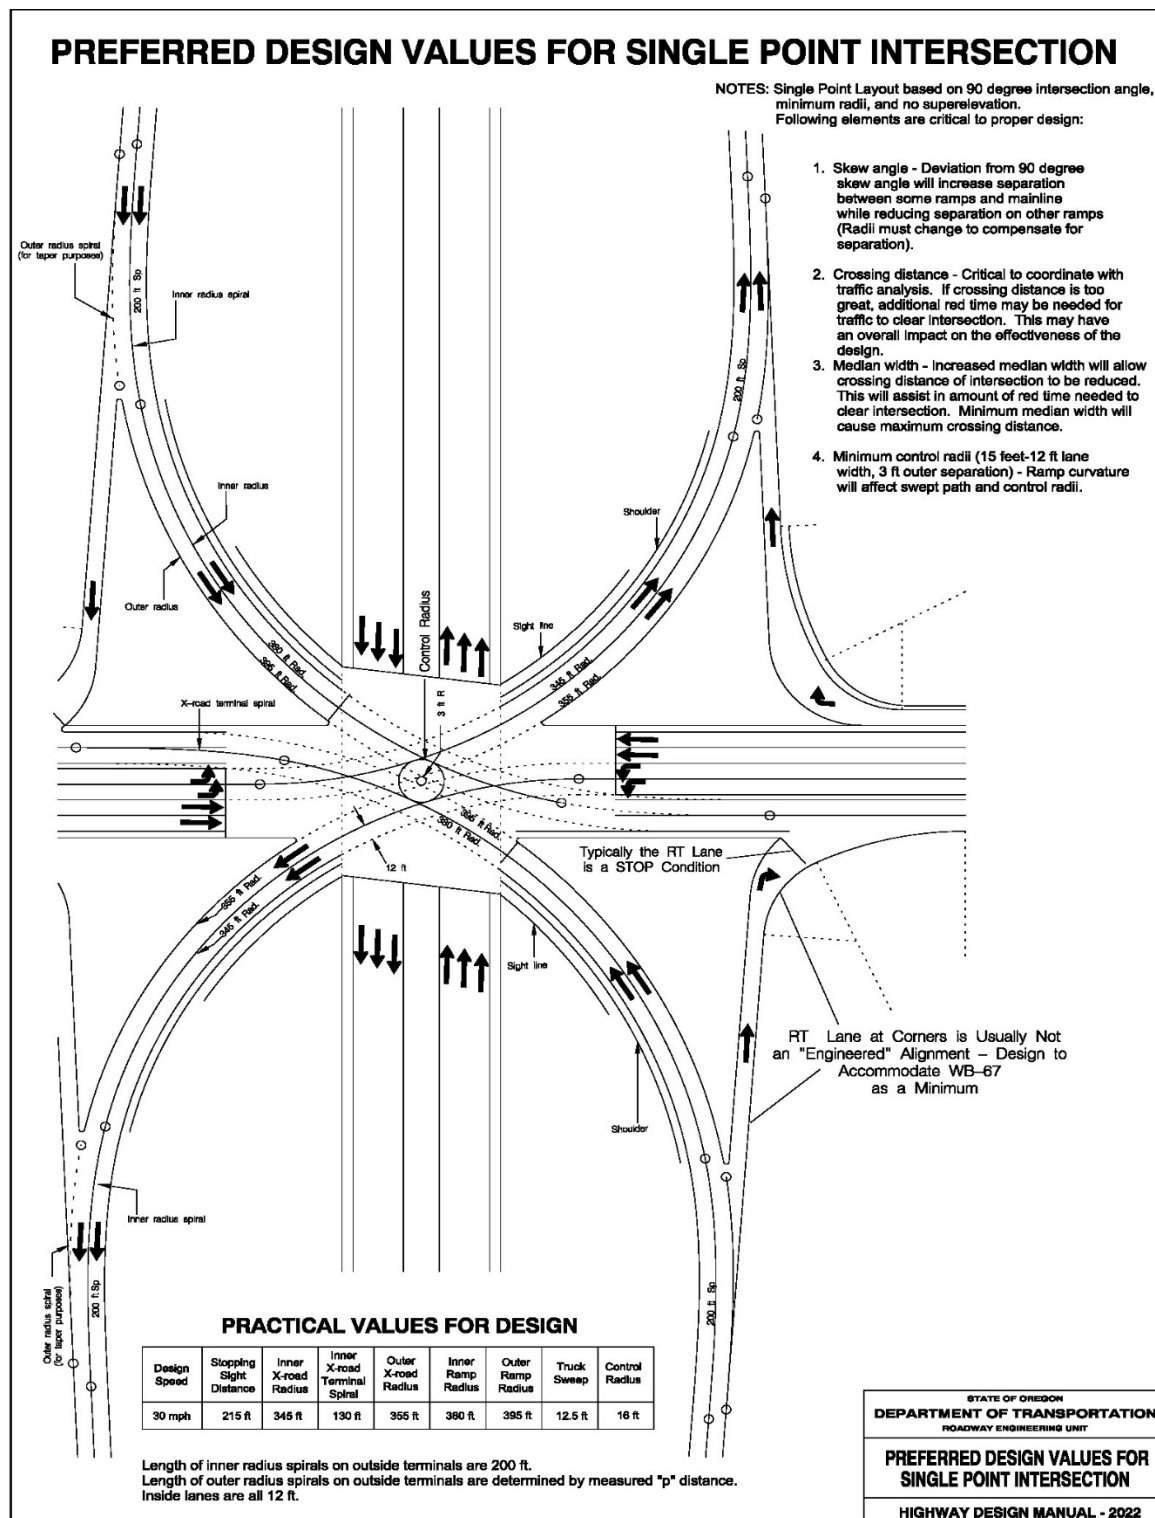 PREFERRED DESIGN VALUES FOR SINGLE POINT INTERSECTION
NOTES: Single Point Layout based on 90 degree intersection angle,
minimum radii, and no superelevation.
Following elements are critical to proper design:
1. Skew angle - Deviation from 90 degree
skew angle will increase separation
between some ramps and mainline
while reducing separation on other ramps
(Radii must change to compensate for
separation).
2. Crossing distance - Critical to coordinate with
traffic analysis. If crossing distance is too
great, additional red time may be needed for
traffic to clear intersection. This may have
an overall impact on the effectiveness of the
design.
3. Median width - Increased median width will allow
crossing distance of intersection to be reduced.
This will assist in amount of red time needed to
clear intersection. Minimum median width will
cause maximum crossing distance.
4. Minimum control radii (15 feet-12 ft lane
width, 3 ft outer separation) - Ramp curvature
will affect swept path and control radii.
Outer radius spiral
(for taper purposes)
200 ft Sp
Inner radius spiral
200 ft Sp
Inner radius
Outer radius
Shoulder
Sight line
Control Radius
3 ft R
380 ft Rad.
395 ft Rad.
345 ft Rad.
355 ft Rad.
X-road terminal spiral
395 ft Rad.
380 ft Rad.
12 ft
355 ft Rad.
345 ft Rad.
Typically the RT Lane
is a STOP Condition
Sight line
RT Lane at Corners is Usually Not
an "Engineered" Alignment – Design to
Accommodate WB–67
as a Minimum
Shoulder
Inner radius spiral
Outer radius spiral
(for taper purposes)
200 ft Sp
200 ft Sp
PRACTICAL VALUES FOR DESIGN
Design Speed Stopping Sight Distance Inner X-road Radius Inner X-road Terminal Spiral Outer X-road Radius Inner Ramp Radius Outer Ramp Radius Truck Sweep Control Radius
30 mph 215 ft 345 ft 130 ft 355 ft 380 ft 395 ft 12.5 ft 16 ft
Length of inner radius spirals on outside terminals are 200 ft.
Length of outer radius spirals on outside terminals are determined by measured "p" distance.
Inside lanes are all 12 ft.
STATE OF OREGON
DEPARTMENT OF TRANSPORTATION
ROADWAY ENGINEERING UNIT
PREFERRED DESIGN VALUES FOR
SINGLE POINT INTERSECTION
HIGHWAY DESIGN MANUAL - 2022